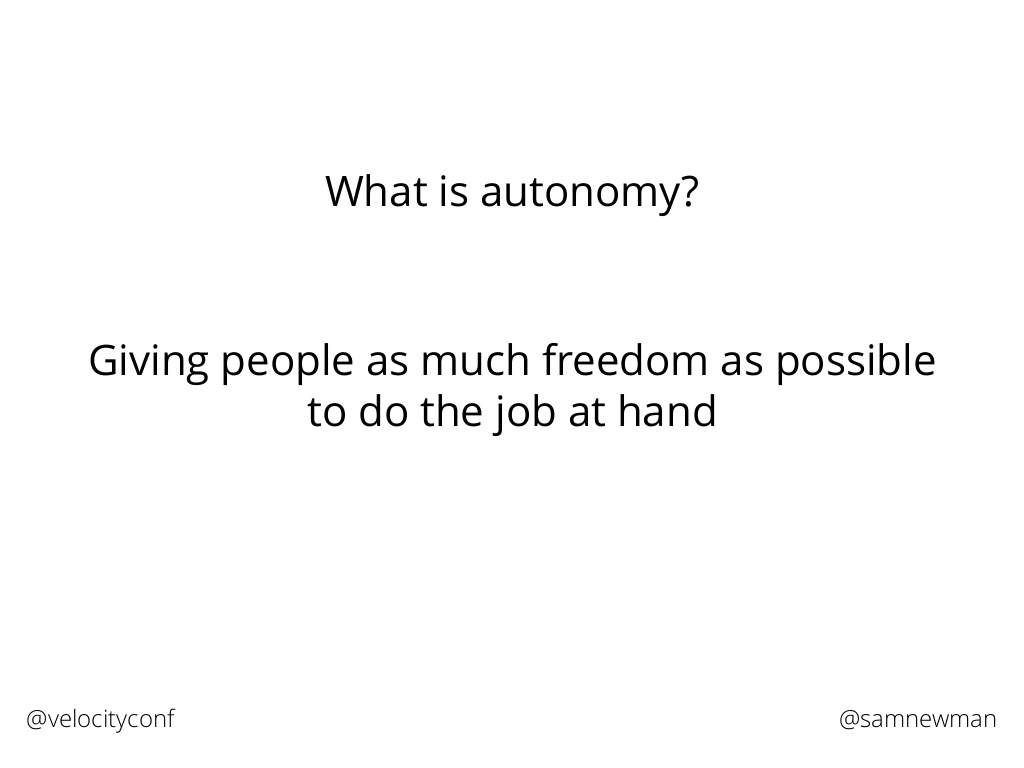 What is autonomy?
Giving people as much freedom as possible
to do the job at hand
@velocityconf
@samnewman